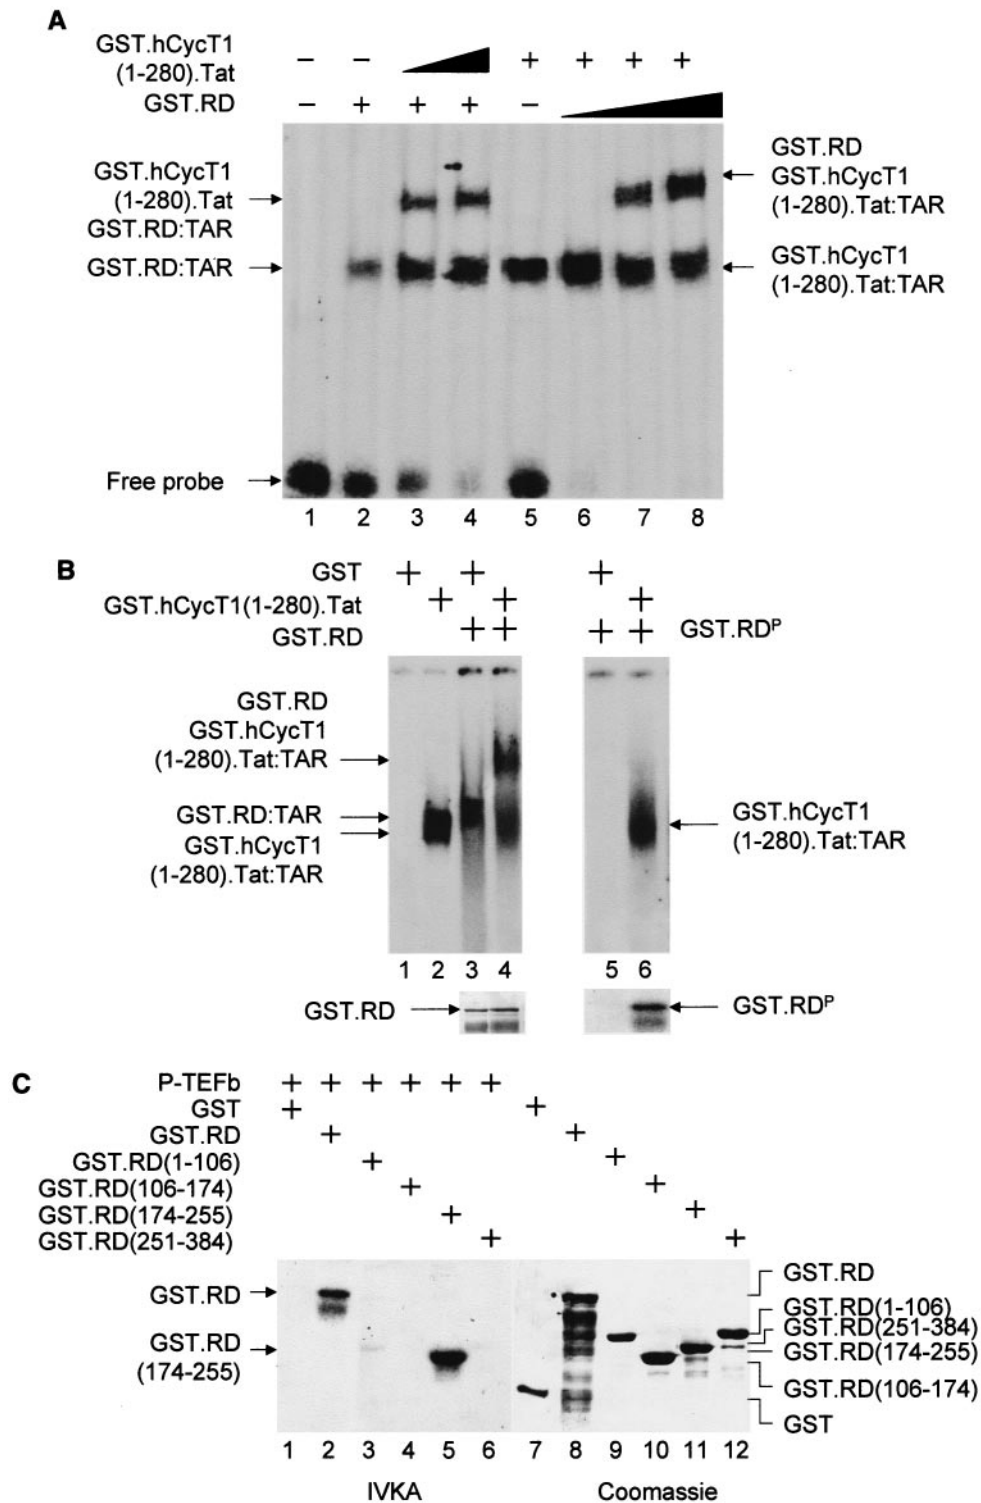 A
GST.hCycT1
(1-280).Tat
− − + + + +
GST.RD
− + + + −
GST.hCycT1
(1-280).Tat
GST.RD:TAR
GST.RD:TAR
Free probe
GST.RD
GST.hCycT1
(1-280).Tat:TAR
GST.hCycT1
(1-280).Tat:TAR
1 2 3 4 5 6 7 8
B
GST + + +
GST.hCycT1(1-280).Tat + + +
GST.RD + + + + GST.RDᴾ
GST.RD
GST.hCycT1
(1-280).Tat:TAR
GST.RD:TAR
GST.hCycT1
(1-280).Tat:TAR
GST.hCycT1
(1-280).Tat:TAR
1 2 3 4 5 6
GST.RD
GST.RDᴾ
C
P-TEFb + + + + + +
GST + +
GST.RD + +
GST.RD(1-106) + +
GST.RD(106-174) + +
GST.RD(174-255) + +
GST.RD(251-384) + +
GST.RD
GST.RD
(174-255)
GST.RD
GST.RD(1-106)
GST.RD(251-384)
GST.RD(174-255)
GST.RD(106-174)
GST
1 2 3 4 5 6 7 8 9 10 11 12
IVKA
Coomassie